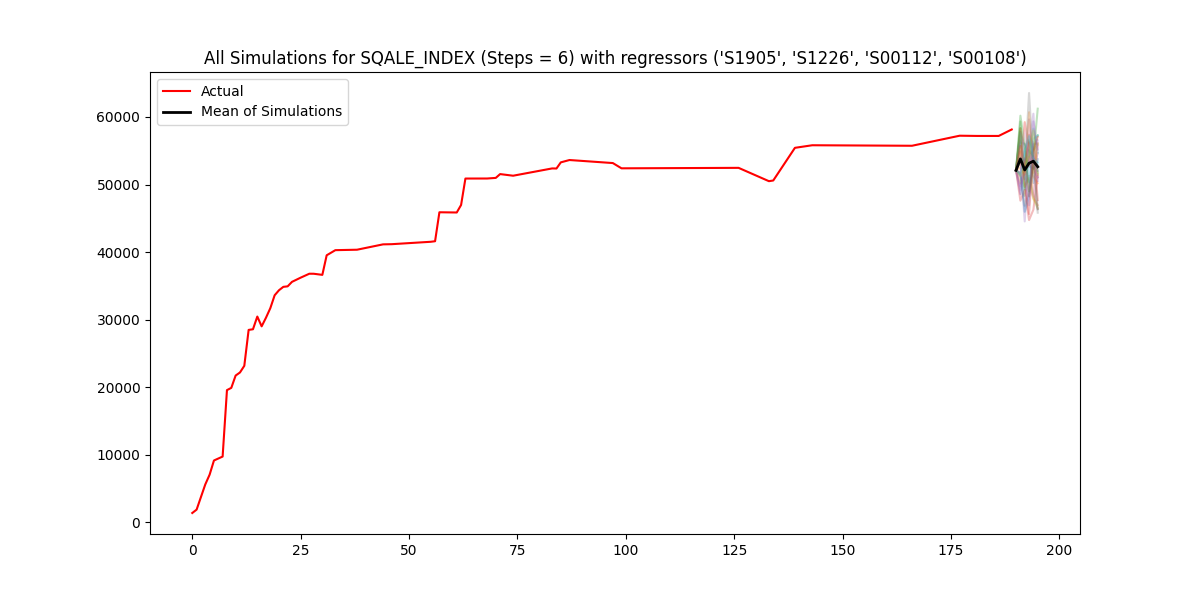 All Simulations for SQALE_INDEX (Steps = 6) with regressors ('S1905', 'S1226', 'S00112', 'S00108')
Actual
Mean of Simulations
60000
50000
40000
30000
20000
10000
0
0 25 50 75 100 125 150 175 200